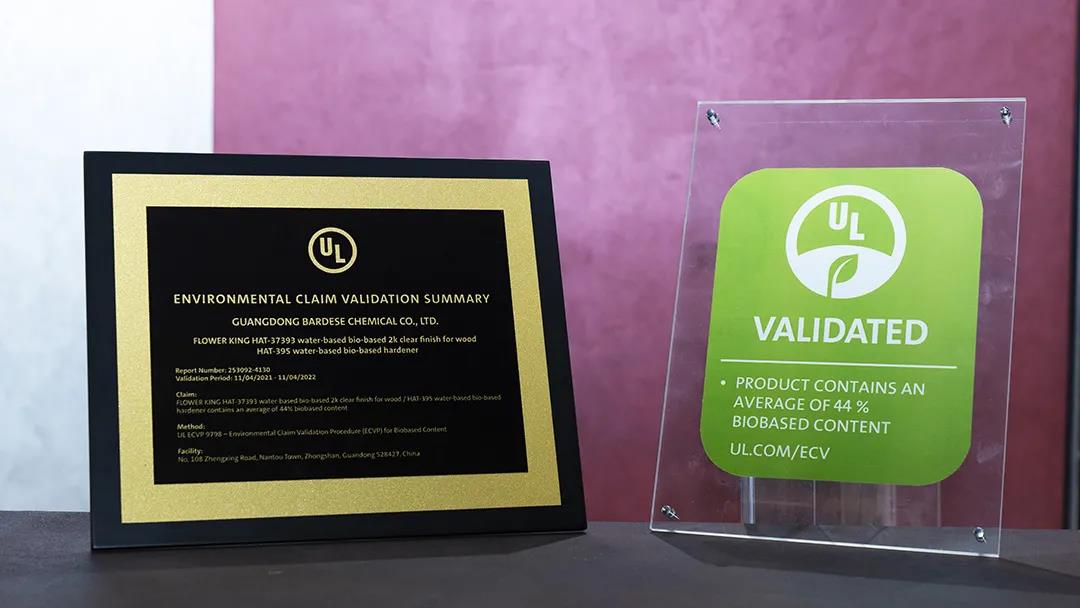 UL
ENVIRONMENTAL CLAIM VALIDATION SUMMARY
GUANGDONG BARDESE CHEMICAL CO., LTD.
FLOWER KING HAT-37393 water-based bio-based 2k clear finish for wood
HAT-395 water-based bio-based hardener
Report Number: 253092-4130
Validation Period: 11/04/2021 - 11/04/2022
Claim:
FLOWER KING HAT-37393 water-based bio-based 2k clear finish for wood / HAT-395 water-based bio-based
hardener contains an average of 44% biobased content
Method:
UL ECVP 9798 – Environmental Claim Validation Procedure (ECVP) for Biobased Content
Facility:
No. 108 Zhengxing Road, Nantou Town, Zhongshan, Guandong 528427, China
UL
VALIDATED
• PRODUCT CONTAINS AN
AVERAGE OF 44 %
BIOBASED CONTENT
UL.COM/ECV